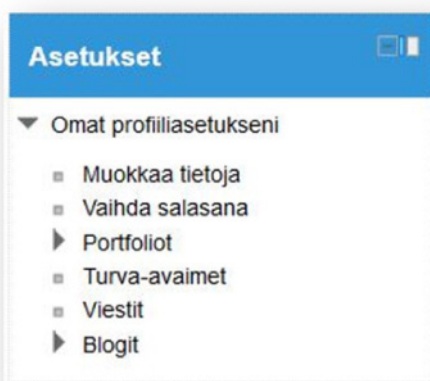 Asetukset
Omat profiiliasetukseni
Muokkaa tietoja
Vaihda salasana
Portfoliot
Turva-avaimet
Viestit
Blogit